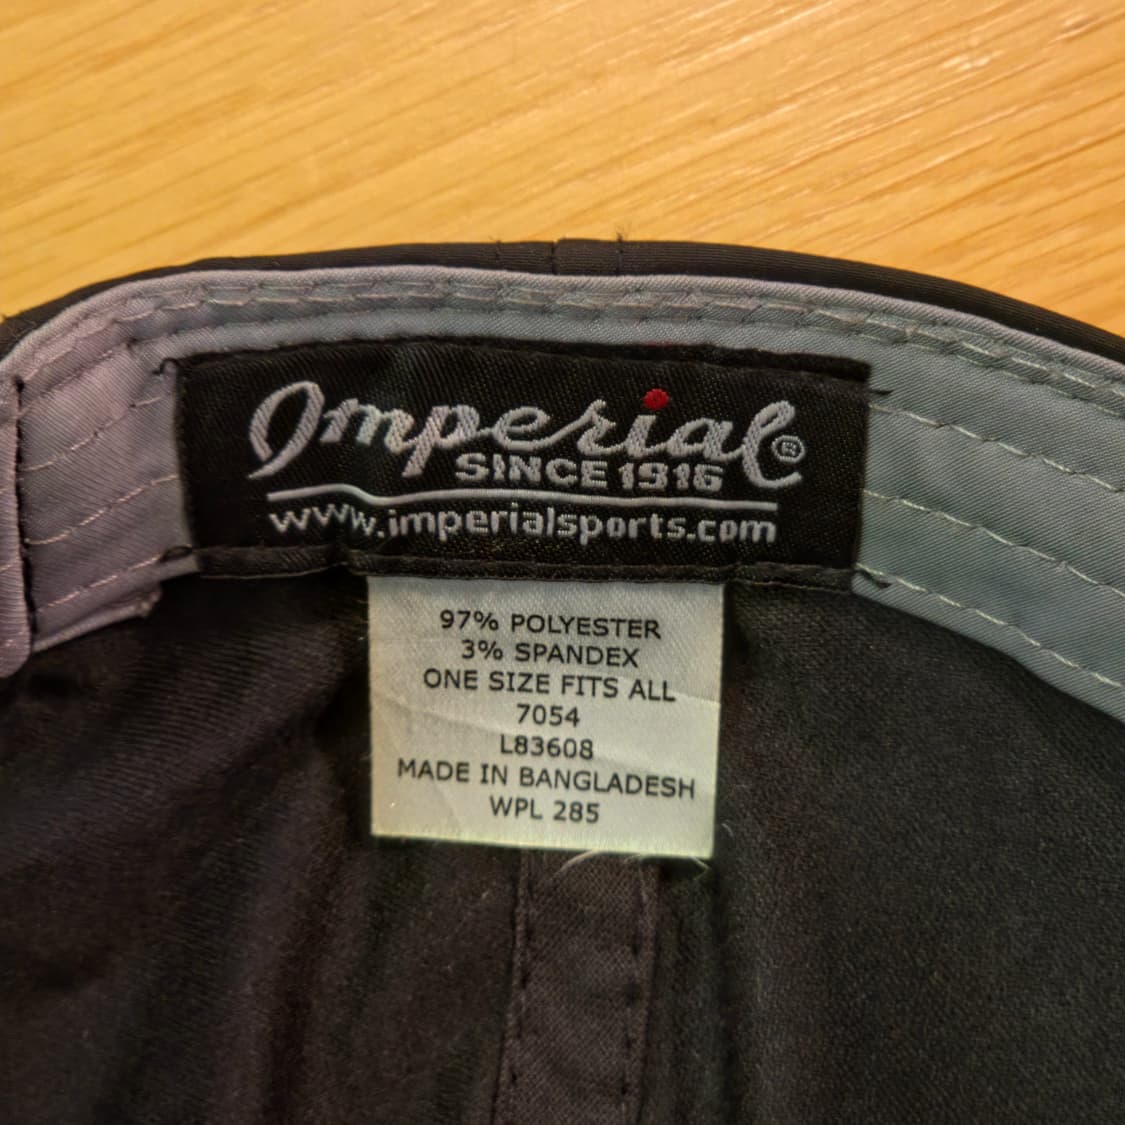 Imperial®
SINCE 1916
www.imperialsports.com
97% POLYESTER
3% SPANDEX
ONE SIZE FITS ALL
7054
L83608
MADE IN BANGLADESH
WPL 285